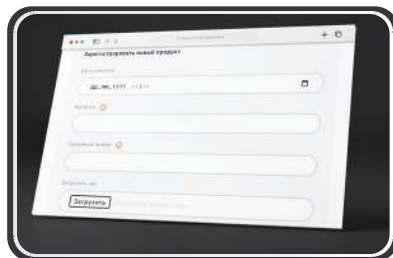 Зарегистрировать новый продукт
Дата покупки
дд.мм.гггг --:--
Артикул
Серийный номер
Загрузить чек
Загрузить